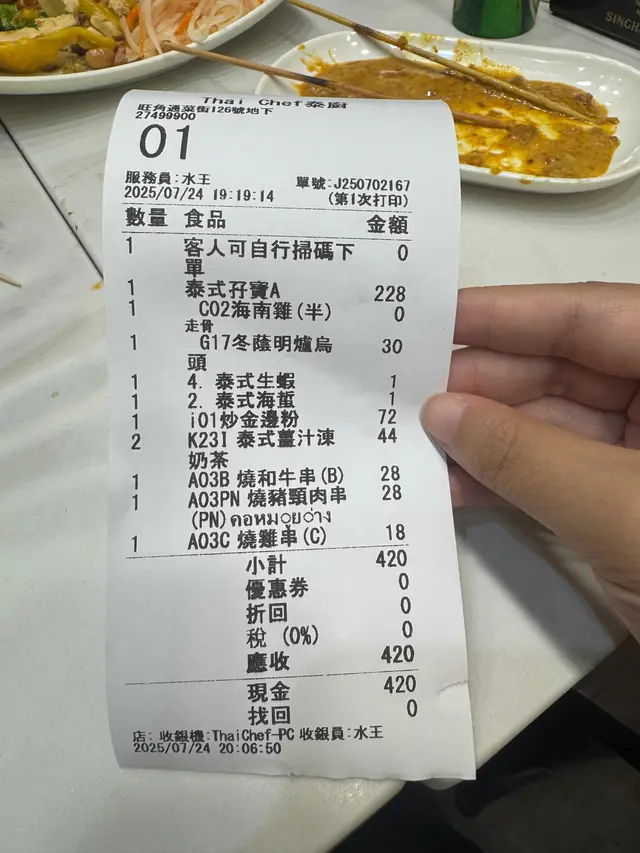 SINGH
Thai Chef泰廚
旺角通菜街126號地下
27499900
01
服務員:水王 單號:J250702167
2025/07/24 19:19:14 (第1次打印)
數量 食品 金額
1 客人可自行掃碼下 0
單
1 泰式孖寶A 228
1 C02海南雞(半) 0
走骨
1 G17冬蔭明爐烏 30
頭
1 4. 泰式生蝦 1
1 2. 泰式海蜇 1
1 i01炒金邊粉 72
2 K23I 泰式薑汁凍 44
奶茶
1 A03B 燒和牛串(B) 28
1 A03PN 燒豬頸肉串 28
(PN)คอหมูย่าง
1 A03C 燒雞串(C) 18
小計 420
優惠券 0
折回 0
稅 (0%) 0
應收 420
現金 420
找回 0
店: 收銀機:ThaiChef-PC 收銀員:水王
2025/07/24 20:06:50